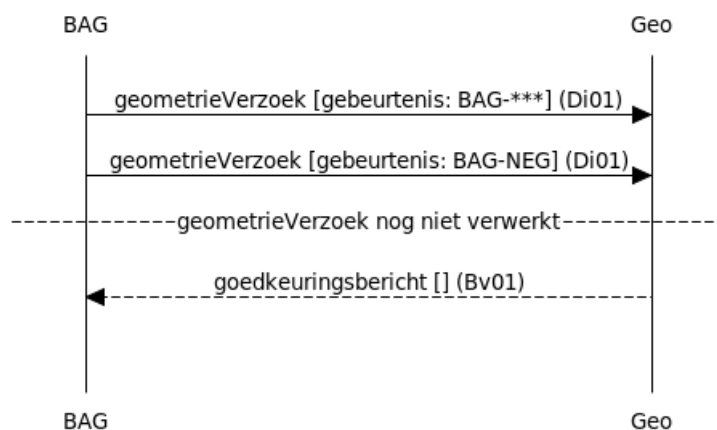 BAG Geo
geometrieVerzoek [gebeurtenis: BAG-***] (Di01)
geometrieVerzoek [gebeurtenis: BAG-NEG] (Di01)
geometrieVerzoek nog niet verwerkt
goedkeuringsbericht [] (Bv01)
BAG Geo